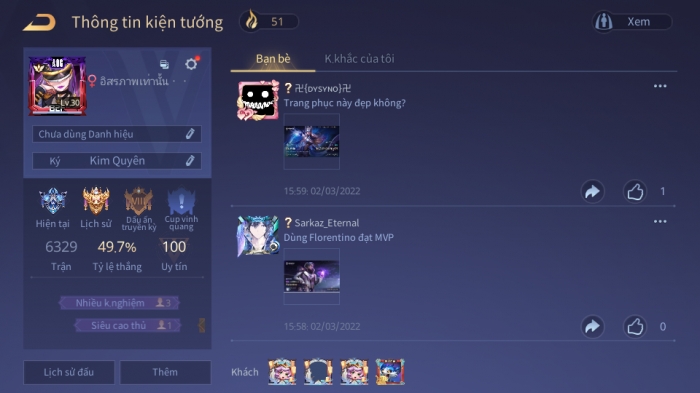 Thông tin kiện tướng
51
Xem
Bạn bè
K.khắc của tôi
AOG
Lv 30
อิสรภาพเท่านั้น
Chưa dùng Danh hiệu
Ký Kim Quyên
Hiện tại
Lịch sử
Dấu ấn truyền kỳ
Cup vinh quang
6329
49.7%
100
Trận
Tỷ lệ thắng
Uy tín
Nhiều k.nghiệm 3
Siêu cao thủ 1
Lịch sử đấu
Thêm
? 卍{DYSYNO}卍
Trang phục này đẹp không?
15:59: 02/03/2022
1
? Sarkaz_Eternal
Dùng Florentino đạt MVP
15:58: 02/03/2022
0
Khách